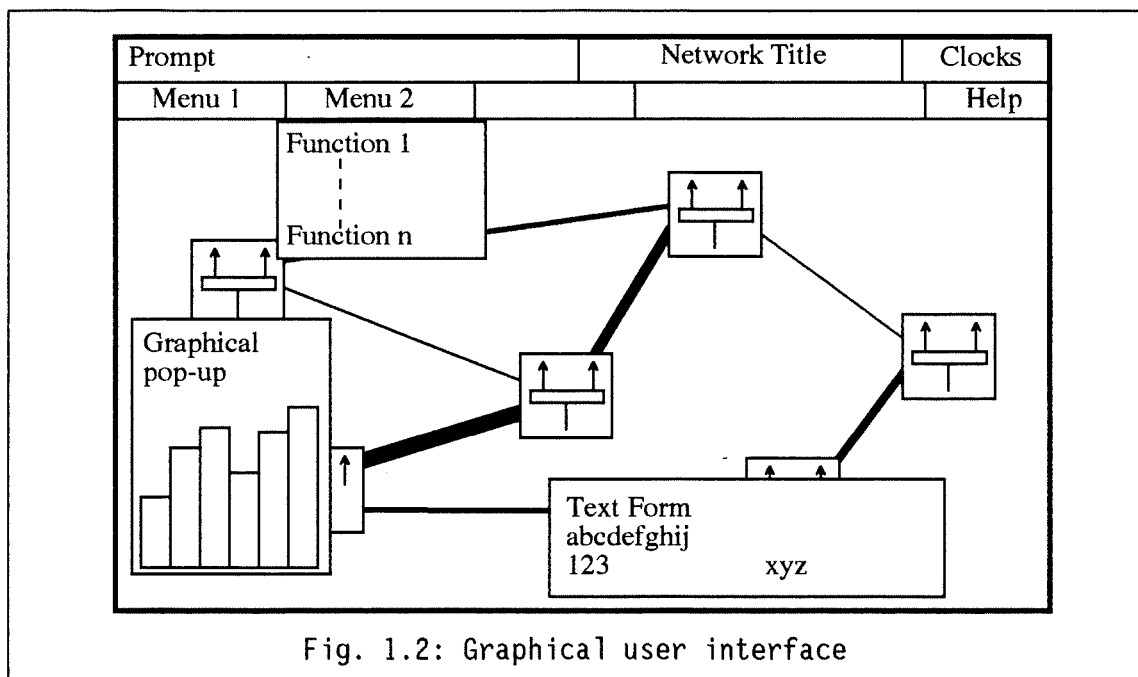 Prompt
Network Title
Clocks
Menu 1
Menu 2
Help
Function 1
Function n
Graphical
pop-up
Text Form
abcdefghij
123 xyz
Fig. 1.2: Graphical user interface